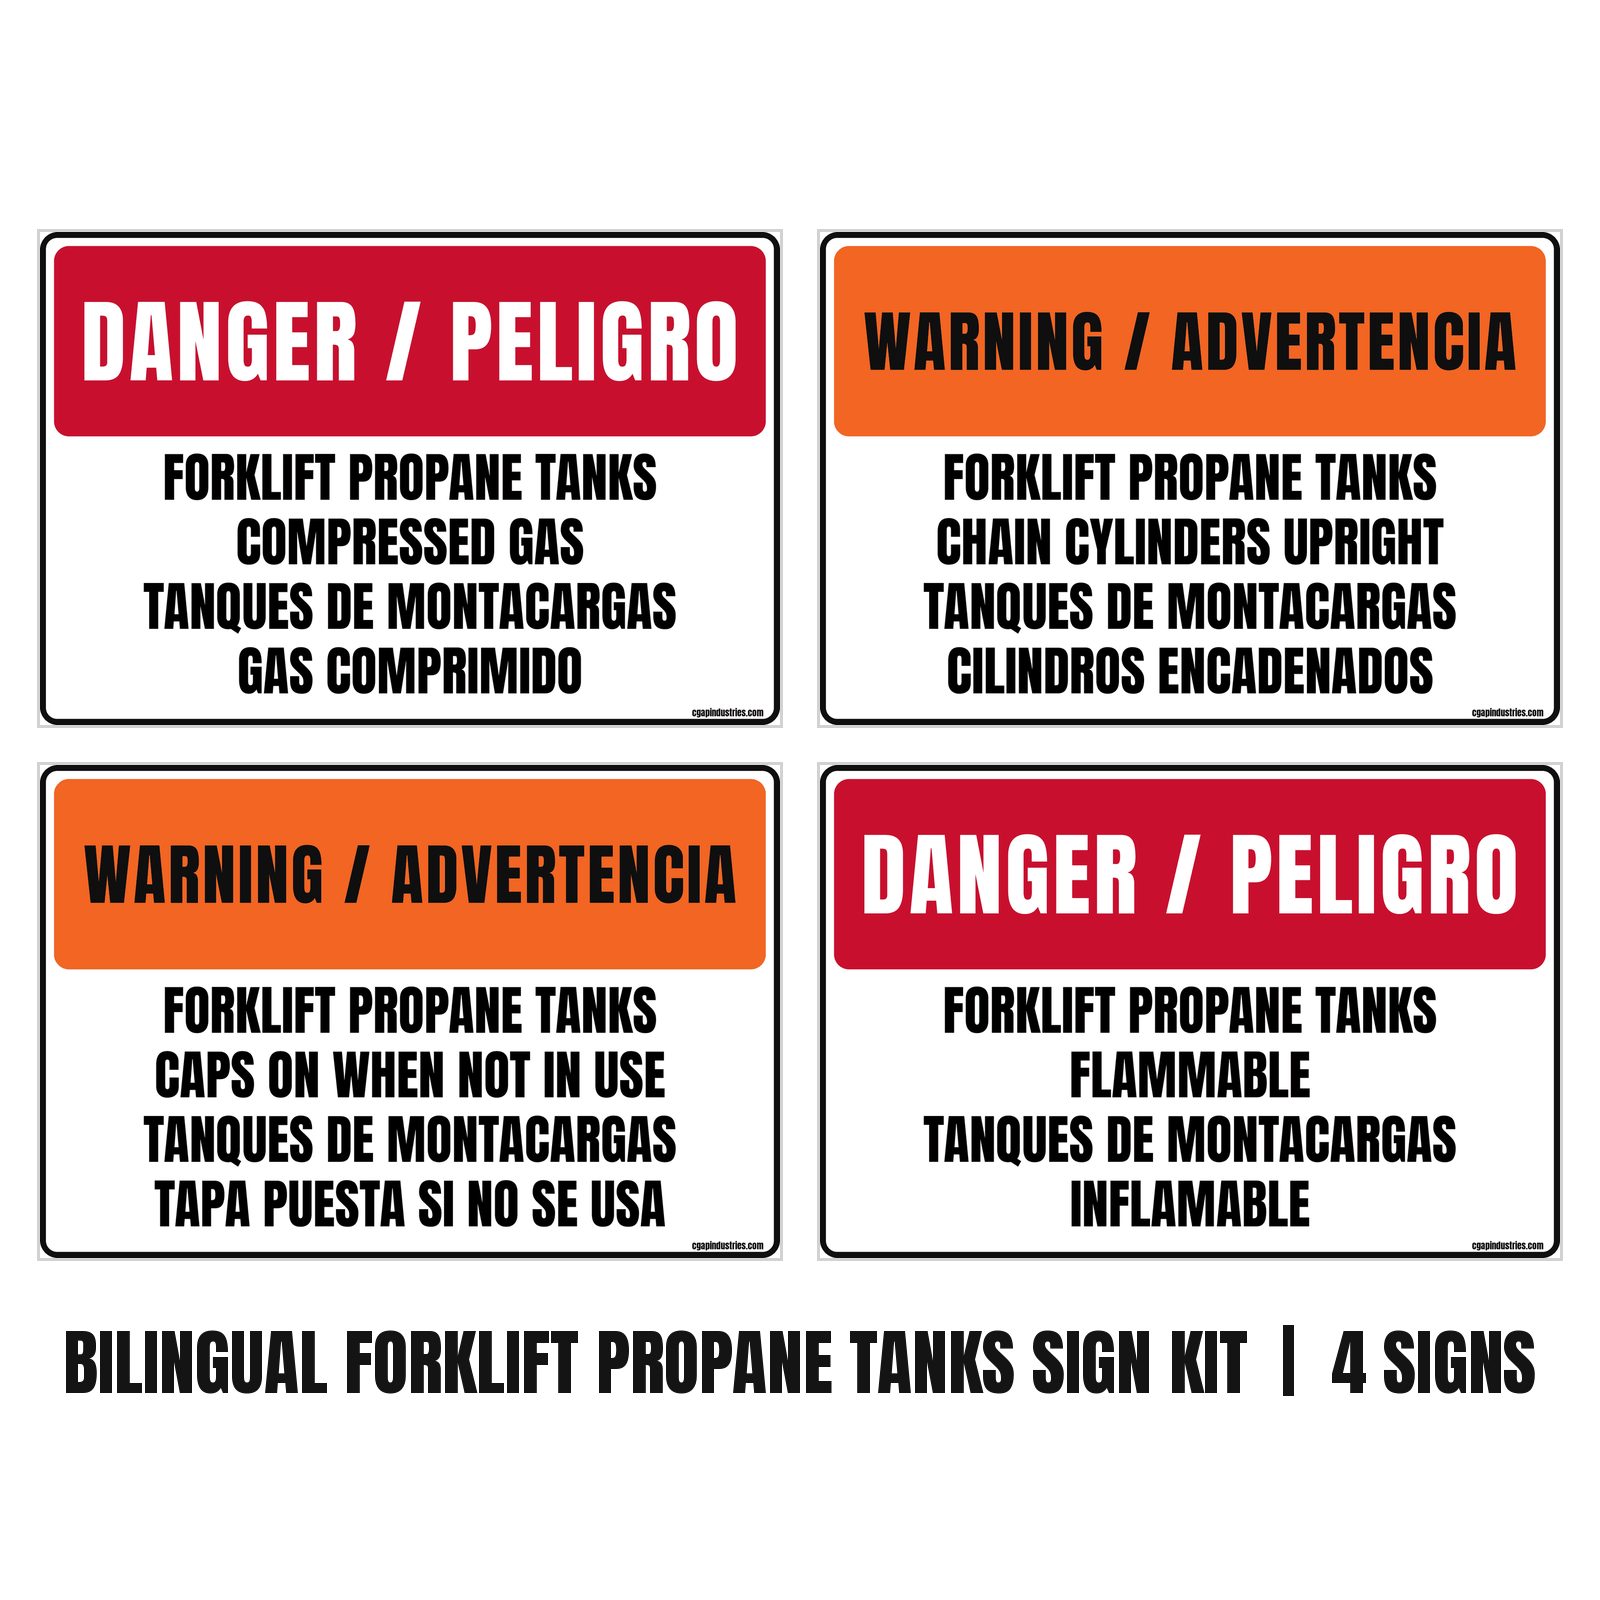 DANGER / PELIGRO
FORKLIFT PROPANE TANKS
COMPRESSED GAS
TANQUES DE MONTACARGAS
GAS COMPRIMIDO
cgapindustries.com
WARNING / ADVERTENCIA
FORKLIFT PROPANE TANKS
CHAIN CYLINDERS UPRIGHT
TANQUES DE MONTACARGAS
CILINDROS ENCADENADOS
cgapindustries.com
WARNING / ADVERTENCIA
FORKLIFT PROPANE TANKS
CAPS ON WHEN NOT IN USE
TANQUES DE MONTACARGAS
TAPA PUESTA SI NO SE USA
cgapindustries.com
DANGER / PELIGRO
FORKLIFT PROPANE TANKS
FLAMMABLE
TANQUES DE MONTACARGAS
INFLAMABLE
cgapindustries.com
BILINGUAL FORKLIFT PROPANE TANKS SIGN KIT | 4 SIGNS